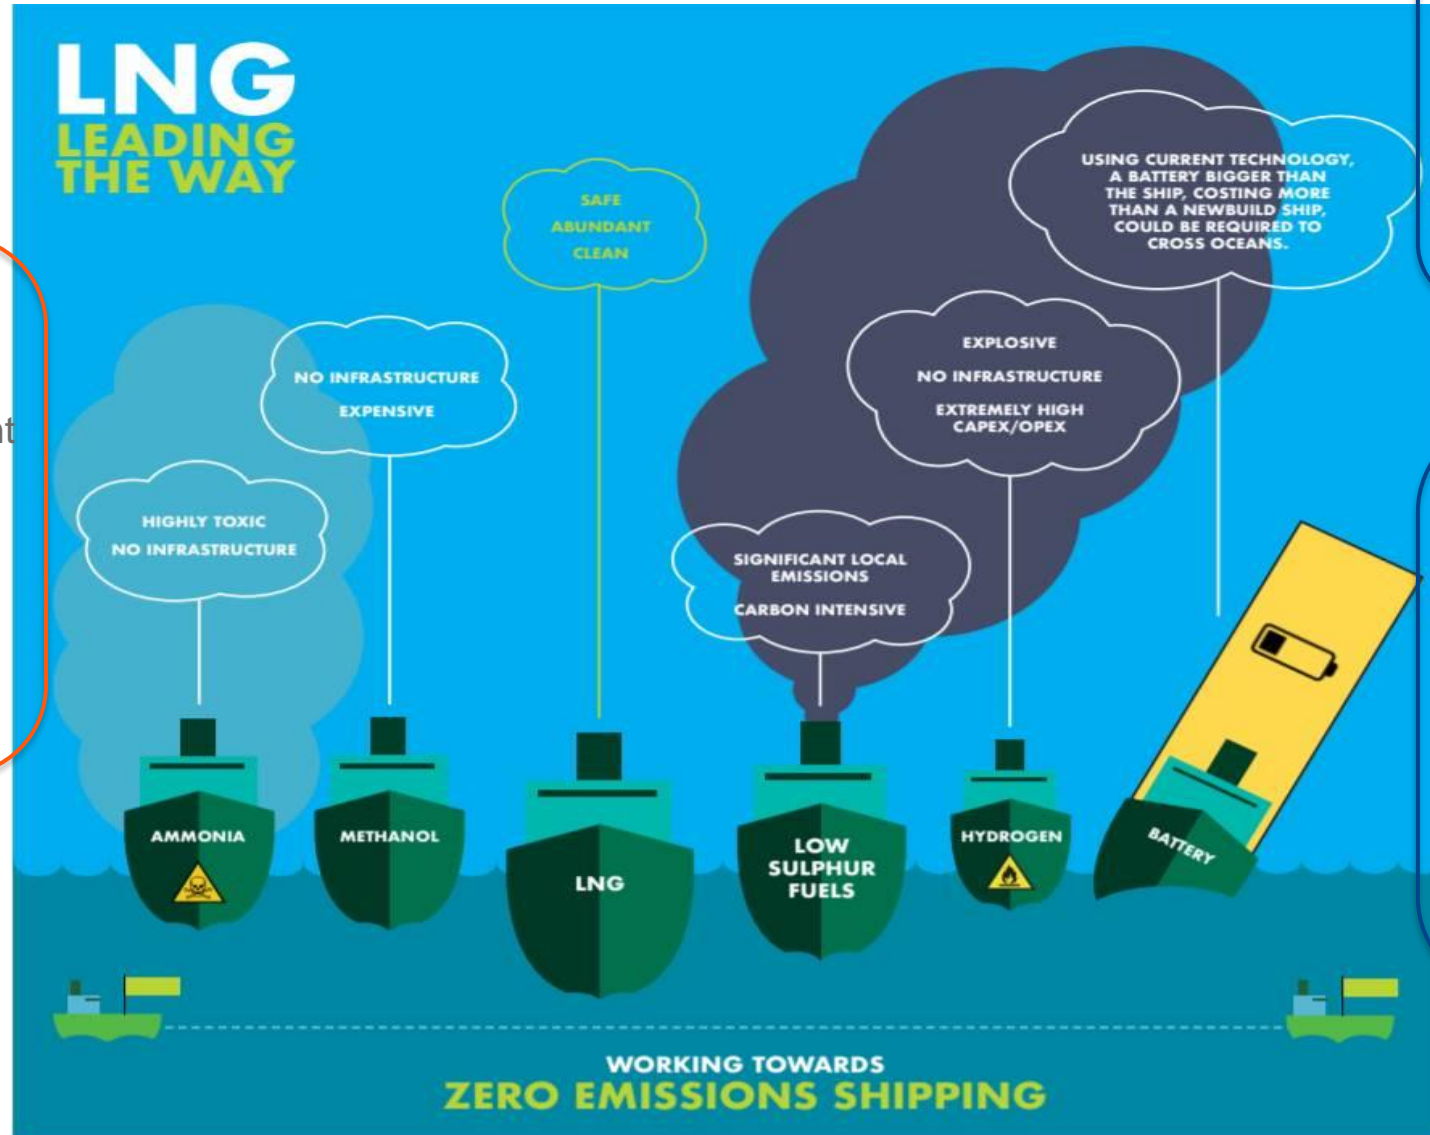 LNG
LEADING
THE WAY
SAFE
ABUNDANT
CLEAN
USING CURRENT TECHNOLOGY,
A BATTERY BIGGER THAN
THE SHIP, COSTING MORE
THAN A NEWBUILD SHIP,
COULD BE REQUIRED TO
CROSS OCEANS.
NO INFRASTRUCTURE
EXPENSIVE
EXPLOSIVE
NO INFRASTRUCTURE
EXTREMELY HIGH
CAPEX/OPEX
HIGHLY TOXIC
NO INFRASTRUCTURE
SIGNIFICANT LOCAL
EMISSIONS
CARBON INTENSIVE
AMMONIA
METHANOL
LNG
LOW
SULPHUR
FUELS
HYDROGEN
BATTERY
WORKING TOWARDS
ZERO EMISSIONS SHIPPING